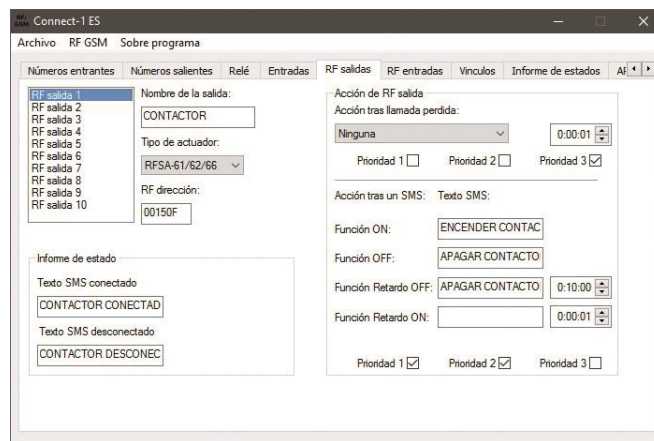 RF/GSM Connect-1 ES
Archivo RF GSM Sobre programa
Números entrantes Números salientes Relé Entradas RF salidas RF entradas Vinculos Informe de estados
RF salida 1
RF salida 2
RF salida 3
RF salida 4
RF salida 5
RF salida 6
RF salida 7
RF salida 8
RF salida 9
RF salida 10
Nombre de la salida:
CONTACTOR
Tipo de actuador:
RFSA-61/62/66
RF dirección:
00150F
Informe de estado
Texto SMS conectado
CONTACTOR CONECTAD
Texto SMS desconectado
CONTACTOR DESCONEC
Acción de RF salida
Acción tras llamada perdida:
Ninguna 0:00:01
Prioridad 1 Prioridad 2 Prioridad 3
Acción tras un SMS: Texto SMS:
Función ON: ENCENDER CONTAC
Función OFF: APAGAR CONTACTO
Función Retardo OFF: APAGAR CONTACTO 0:10:00
Función Retardo ON: 0:00:01
Prioridad 1 Prioridad 2 Prioridad 3